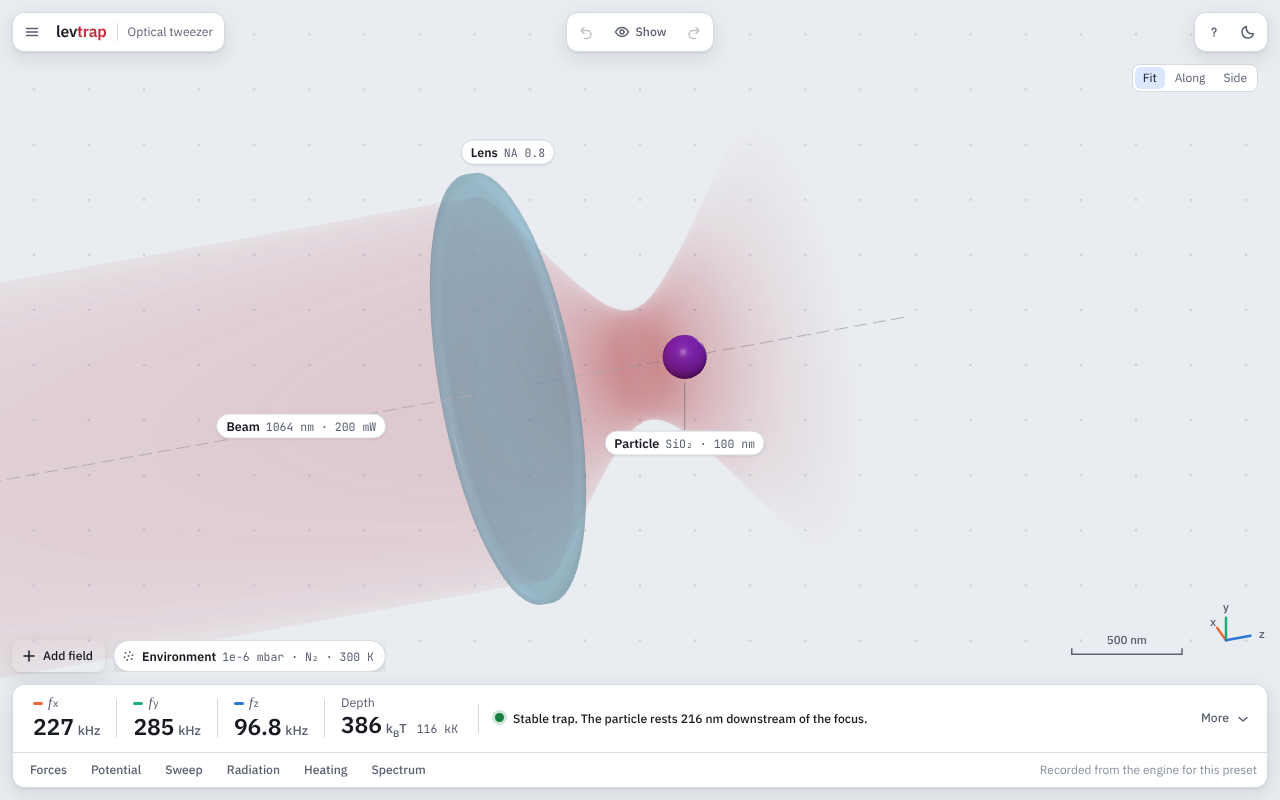 levtrap Optical tweezer
Show
?
Fit Along Side
Lens NA 0.8
Beam 1064 nm · 200 mW
Particle SiO₂ · 100 nm
y
x
z
500 nm
Add field
Environment 1e-6 mbar · N₂ · 300 K
fx fy fz Depth
227 kHz 285 kHz 96.8 kHz 386 kBT 116 kK
Stable trap. The particle rests 216 nm downstream of the focus.
More
Forces Potential Sweep Radiation Heating Spectrum
Recorded from the engine for this preset